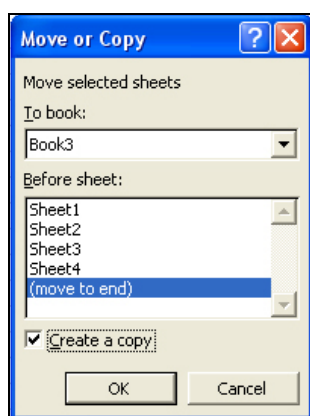 Move or Copy
Move selected sheets
To book:
Book3
Before sheet:
Sheet1
Sheet2
Sheet3
Sheet4
(move to end)
Create a copy
OK Cancel